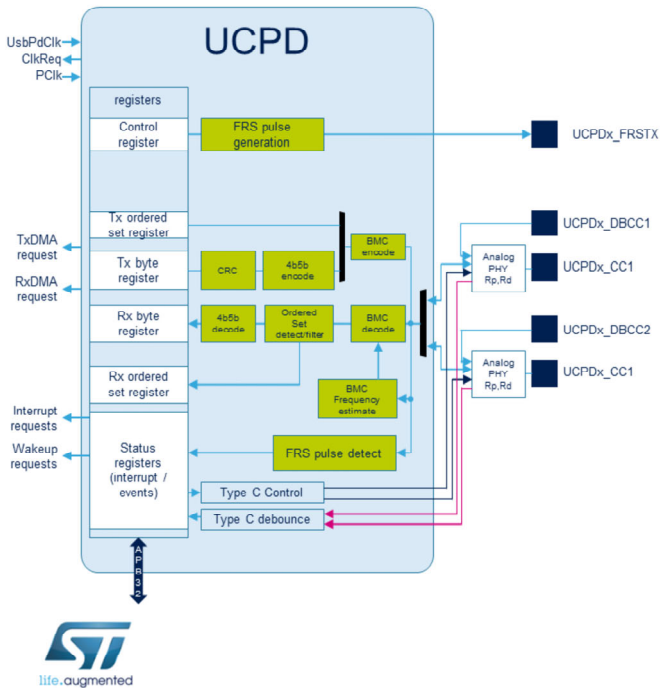 UCPD
UsbPdClk
ClkReq
PClk
registers
Control
register
FRS pulse
generation
UCPDx_FRSTX
Tx ordered
set register
TxDMA
request
BMC
encode
UCPDx_DBCC1
Tx byte
register
CRC
4b5b
encode
Analog
PHY
Rp,Rd
UCPDx_CC1
RxDMA
request
Rx byte
register
4b5b
decode
Ordered
Set
detect/filter
BMC
decode
UCPDx_DBCC2
Rx ordered
set register
BMC
Frequency
estimate
Analog
PHY
Rp,Rd
UCPDx_CC1
Interrupt
requests
Wakeup
requests
Status
registers
(interrupt /
events)
FRS pulse detect
Type C Control
Type C debounce
APB32
ST
life.augmented